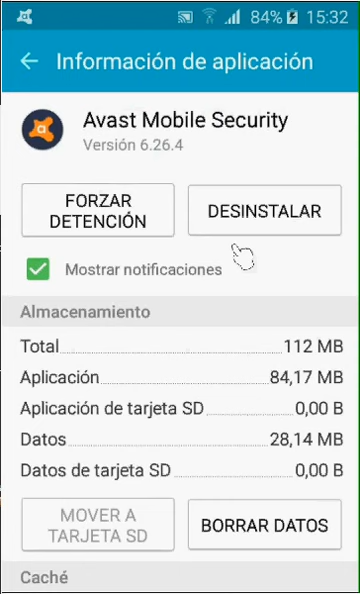 84% 15:32
Información de aplicación
Avast Mobile Security
Versión 6.26.4
FORZAR
DETENCIÓN
DESINSTALAR
Mostrar notificaciones
Almacenamiento
Total 112 MB
Aplicación 84,17 MB
Aplicación de tarjeta SD 0,00 B
Datos 28,14 MB
Datos de tarjeta SD 0,00 B
MOVER A
TARJETA SD
BORRAR DATOS
Caché